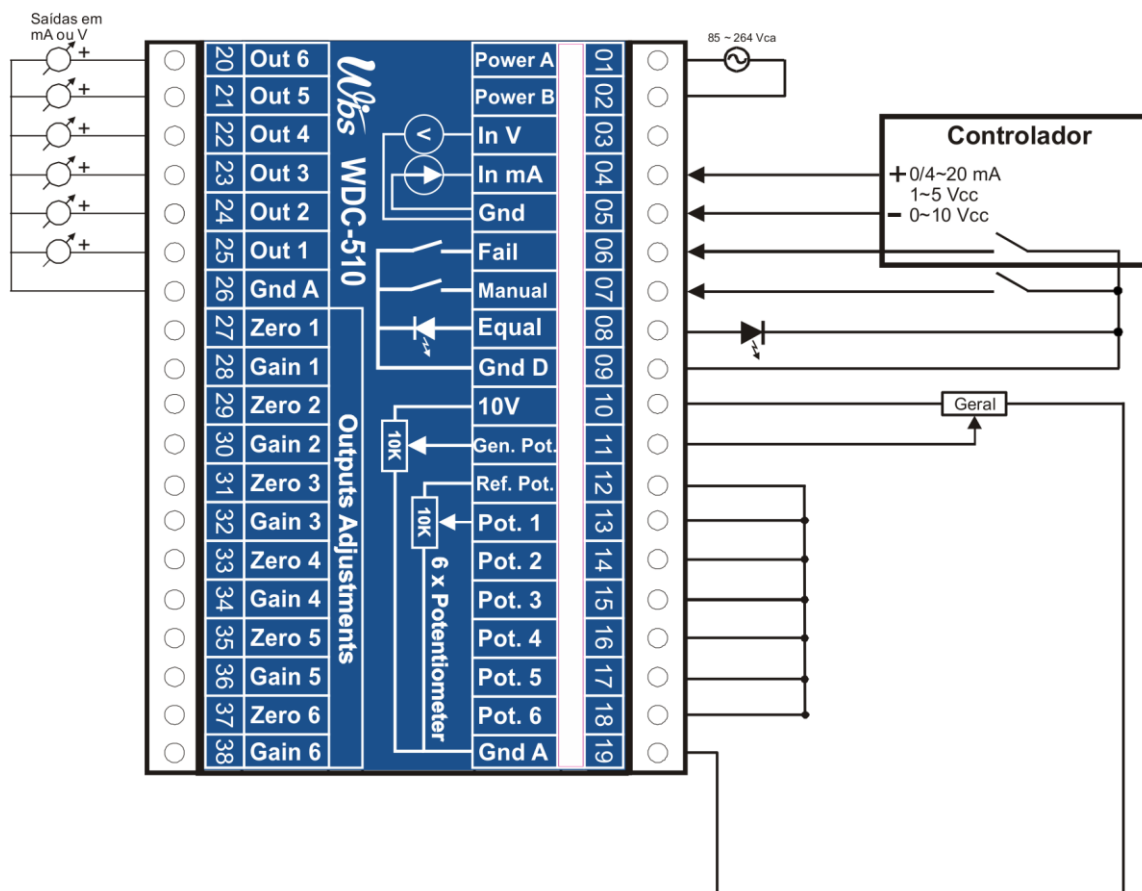 Saídas em
mA ou V
+
+
+
+
+
+
20 Out 6
21 Out 5
22 Out 4
23 Out 3
24 Out 2
25 Out 1
26 Gnd A
27 Zero 1
28 Gain 1
29 Zero 2
30 Gain 2
31 Zero 3
32 Gain 3
33 Zero 4
34 Gain 4
35 Zero 5
36 Gain 5
37 Zero 6
38 Gain 6
Wibs WDC-510
Outputs Adjustments
V
10K
10K
6 x Potentiometer
Power A 01
Power B 02
In V 03
In mA 04
Gnd 05
Fail 06
Manual 07
Equal 08
Gnd D 09
10V 10
Gen. Pot. 11
Ref. Pot. 12
Pot. 1 13
Pot. 2 14
Pot. 3 15
Pot. 4 16
Pot. 5 17
Pot. 6 18
Gnd A 19
85 ~ 264 Vca
Controlador
+ 0/4~20 mA
1~5 Vcc
- 0~10 Vcc
Geral